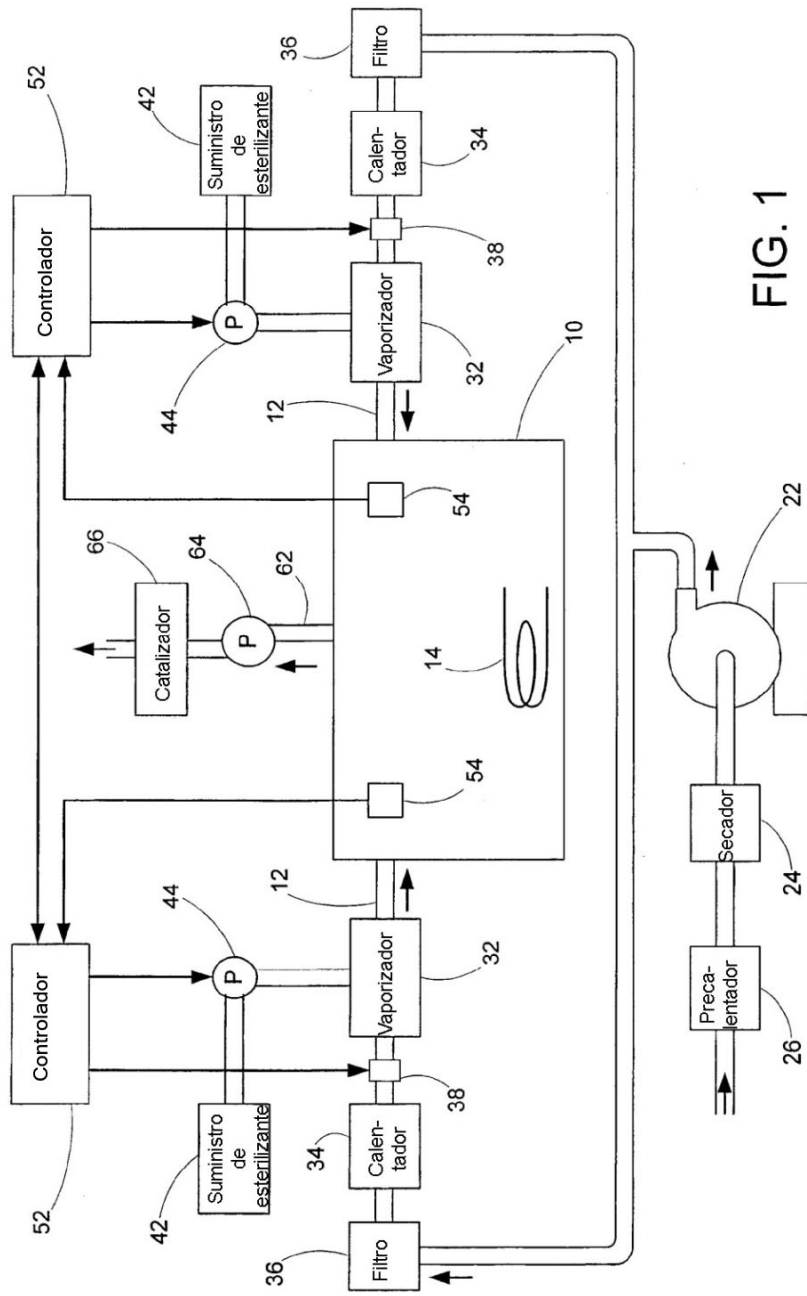 52
Controlador
42
Suministro
de
esterilizante
44
P
36
Filtro
34
Calen-
tador
38
Vaporizador
32
12
54
66
Catalizador
64
P
62
10
14
54
12
52
Controlador
44
P
42
Suministro
de
esterilizante
Vaporizador
32
38
34
Calen-
tador
36
Filtro
22
Secador
24
Preca-
lentador
26
FIG. 1